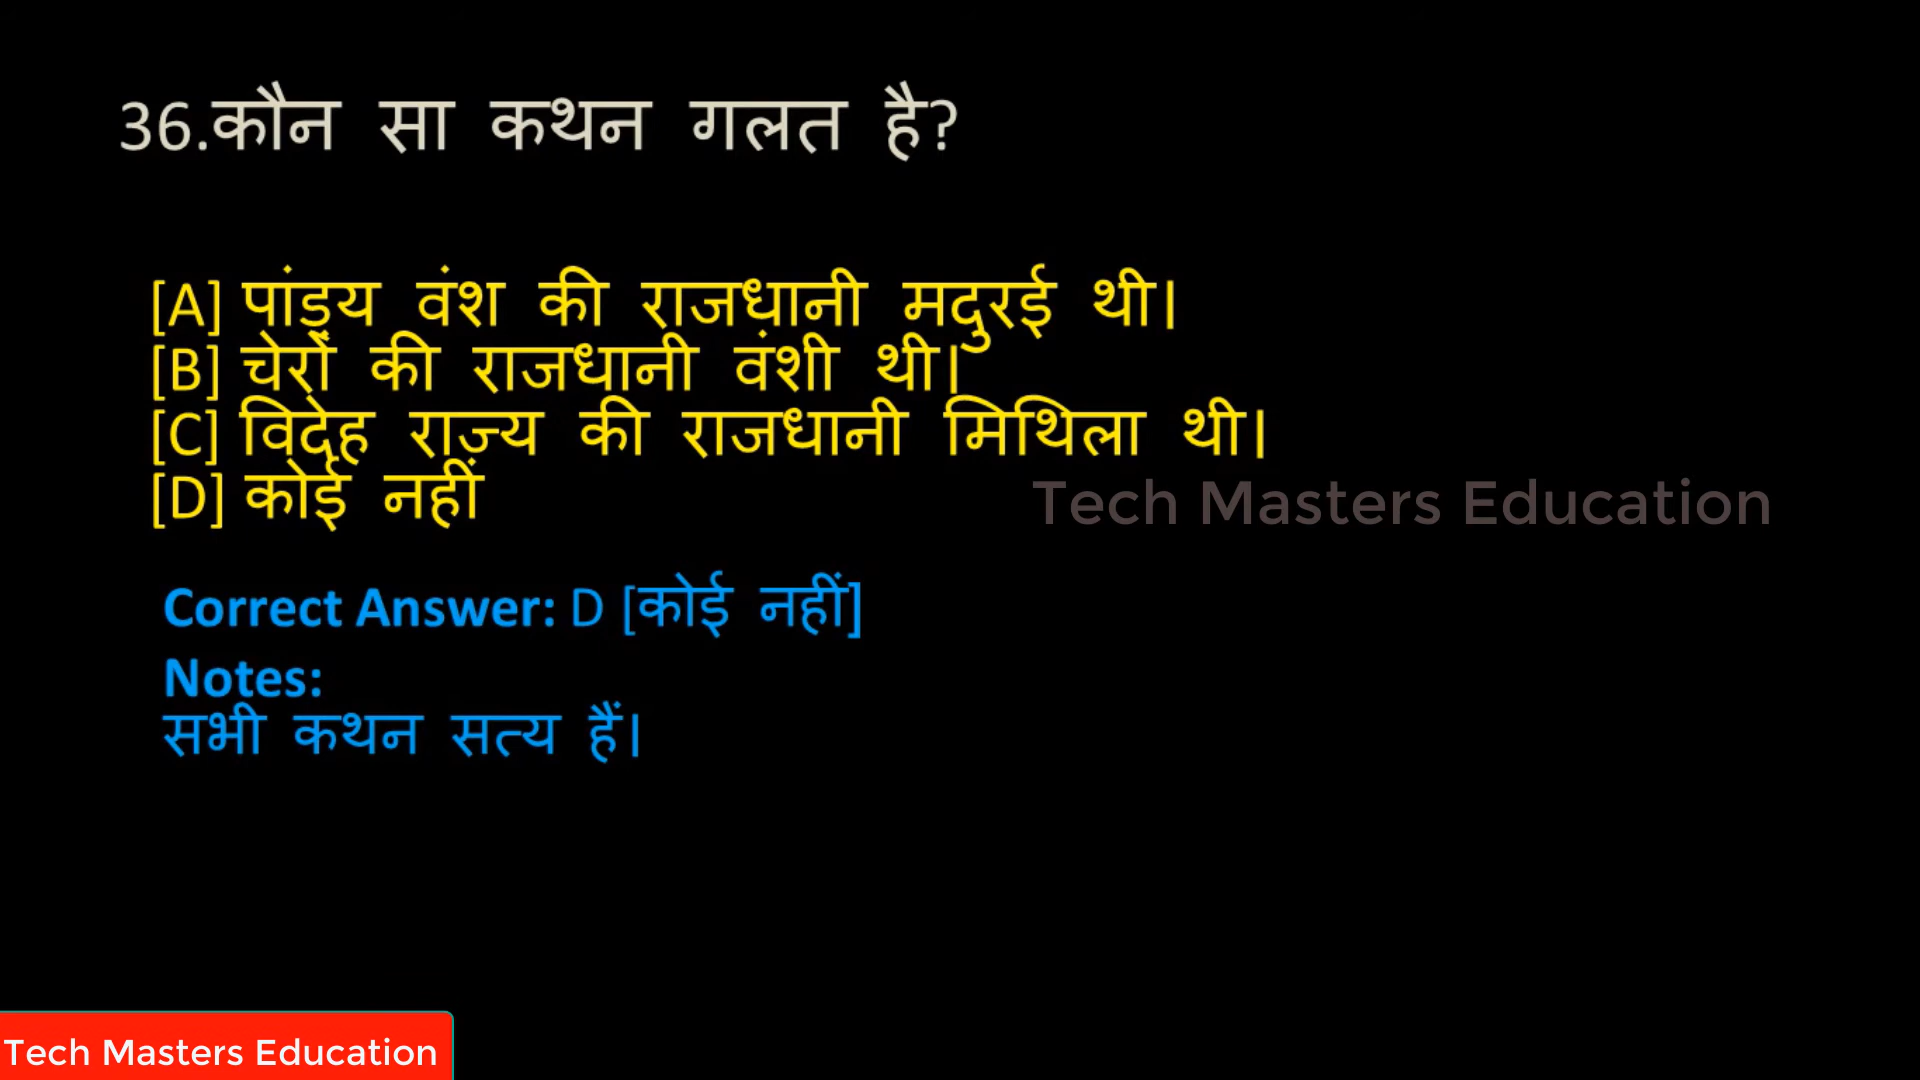 36.कौन सा कथन गलत है?
[A] पांड्य वंश की राजधानी मदुरई थी।
[B] चेरों की राजधानी वंशी थी।
[C] विदेह राज्य की राजधानी मिथिला थी।
[D] कोई नहीं
Tech Masters Education
Correct Answer: D [कोई नहीं]
Notes:
सभी कथन सत्य हैं।
Tech Masters Education